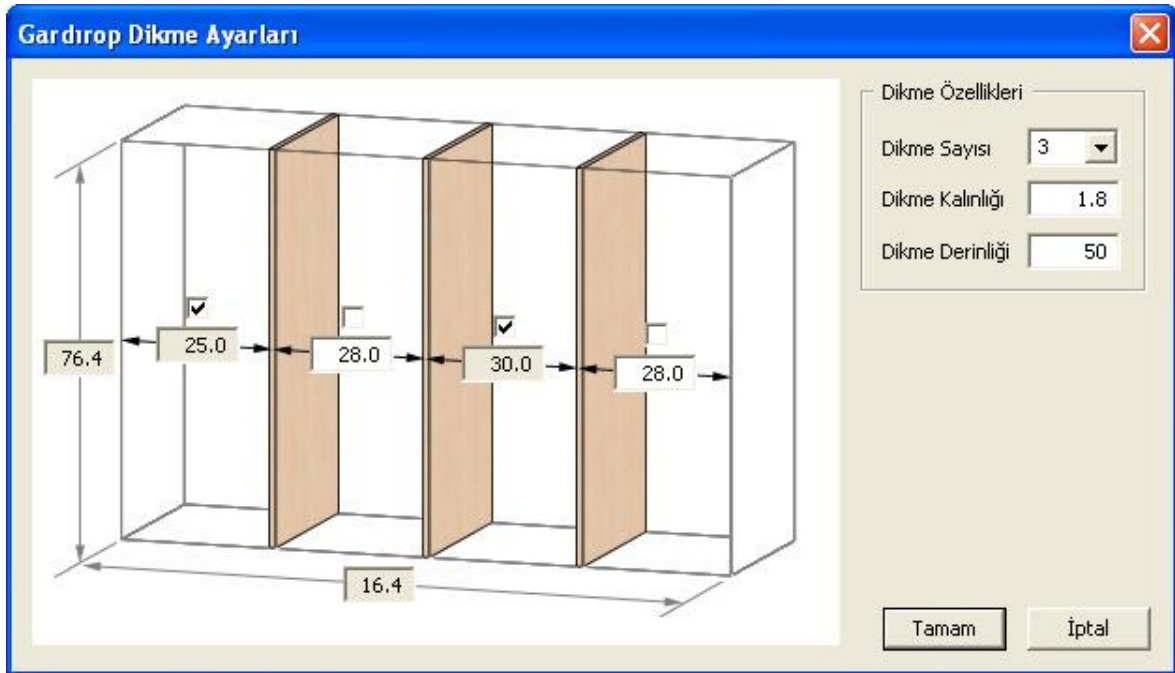 Gardırop Dikme Ayarları
Dikme Özellikleri
Dikme Sayısı 3
Dikme Kalınlığı 1.8
Dikme Derinliği 50
76.4
25.0
28.0
30.0
28.0
16.4
Tamam İptal